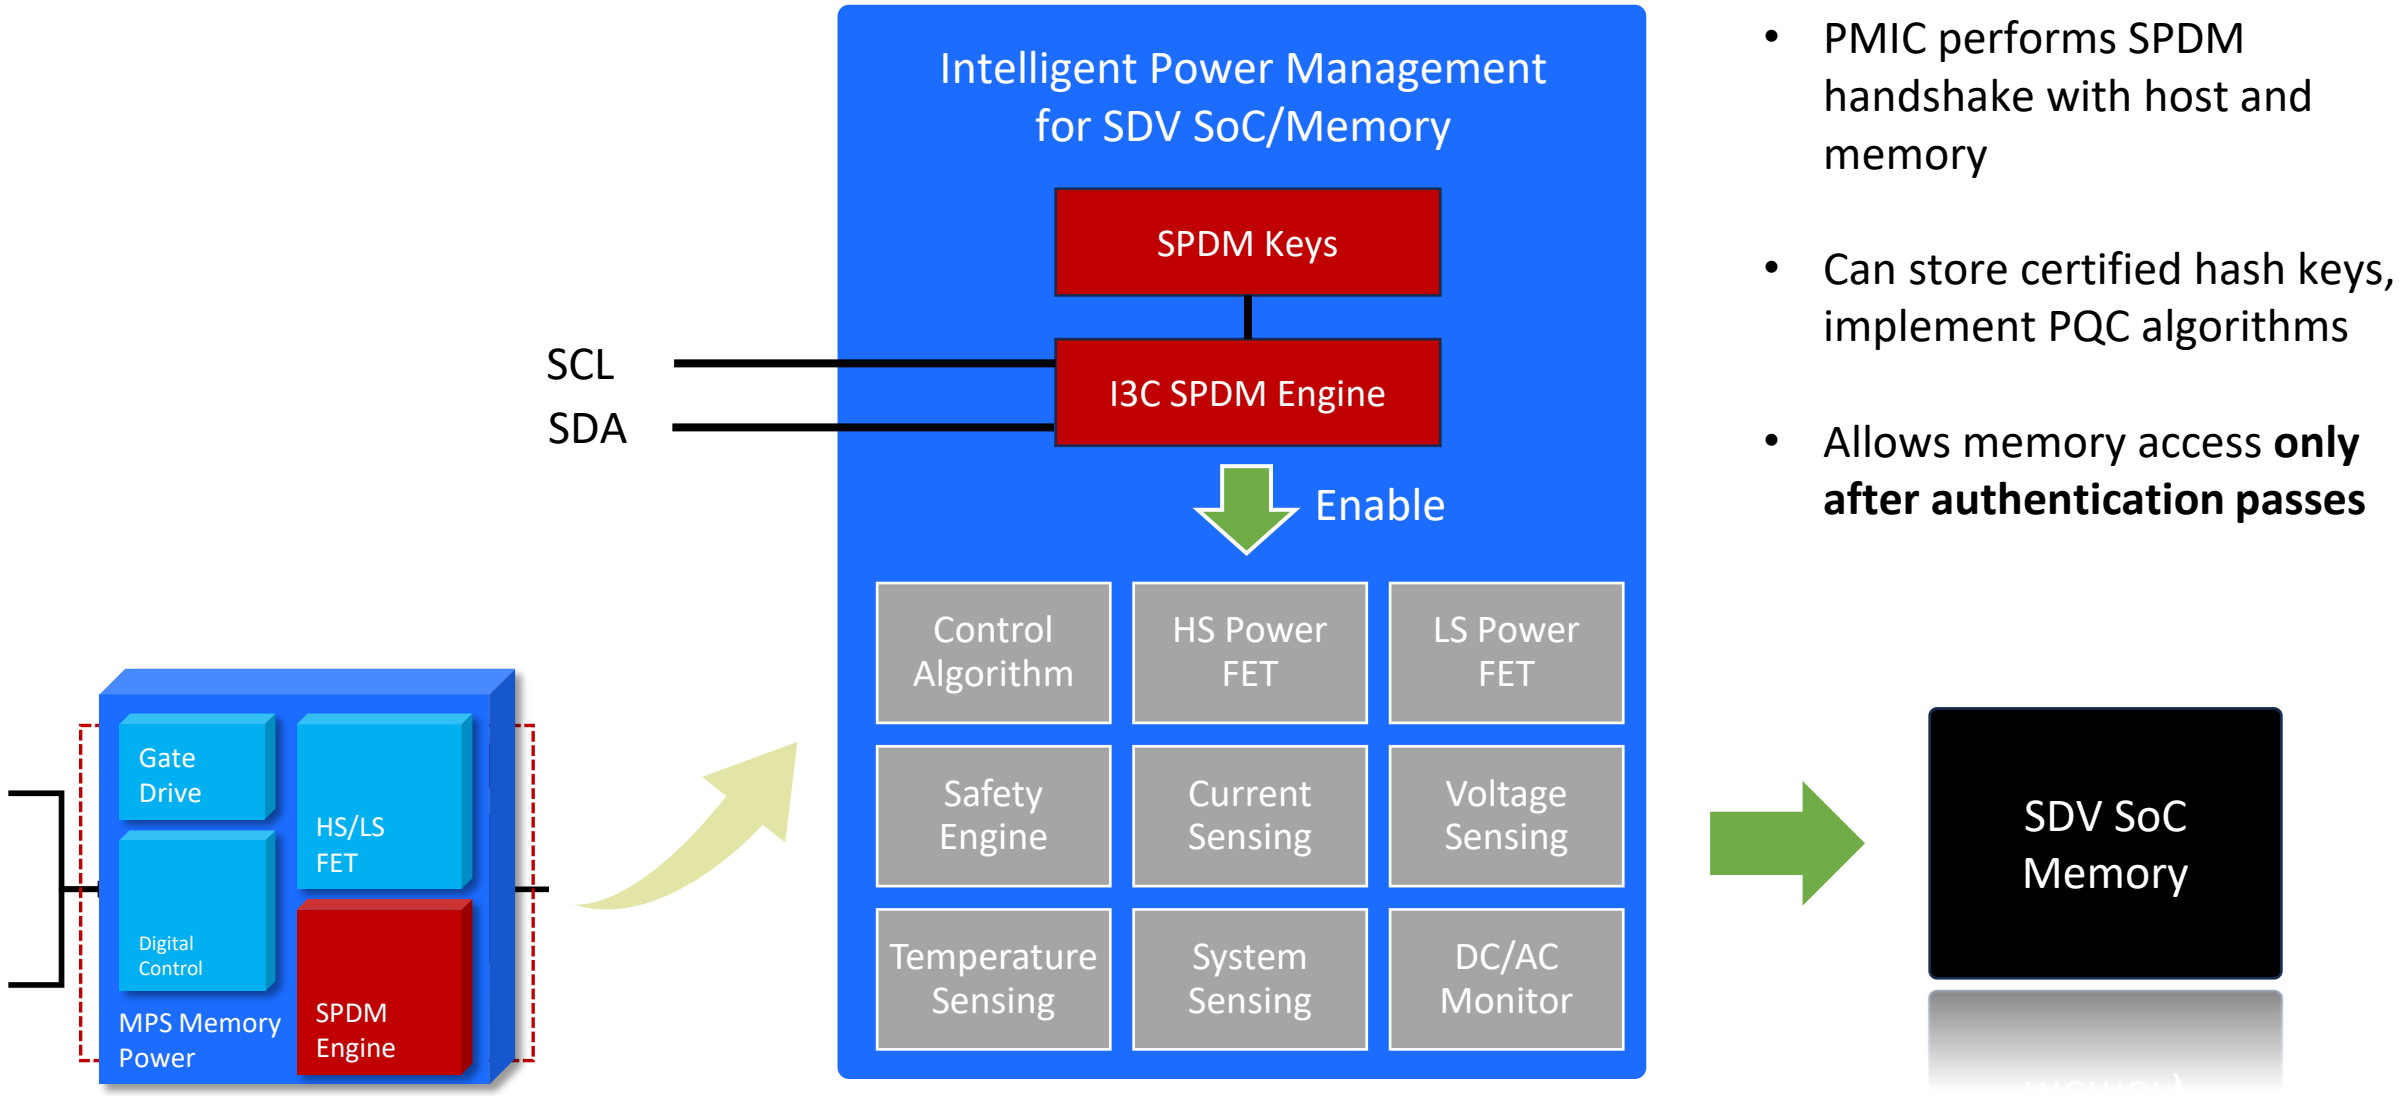 Intelligent Power Management
for SDV SoC/Memory
SPDM Keys
SCL
SDA
I3C SPDM Engine
Enable
Control
Algorithm
HS Power
FET
LS Power
FET
Safety
Engine
Current
Sensing
Voltage
Sensing
Temperature
Sensing
System
Sensing
DC/AC
Monitor
• PMIC performs SPDM
handshake with host and
memory
• Can store certified hash keys,
implement PQC algorithms
• Allows memory access only
after authentication passes
Gate
Drive
HS/LS
FET
Digital
Control
SPDM
Engine
MPS Memory
Power
SDV SoC
Memory